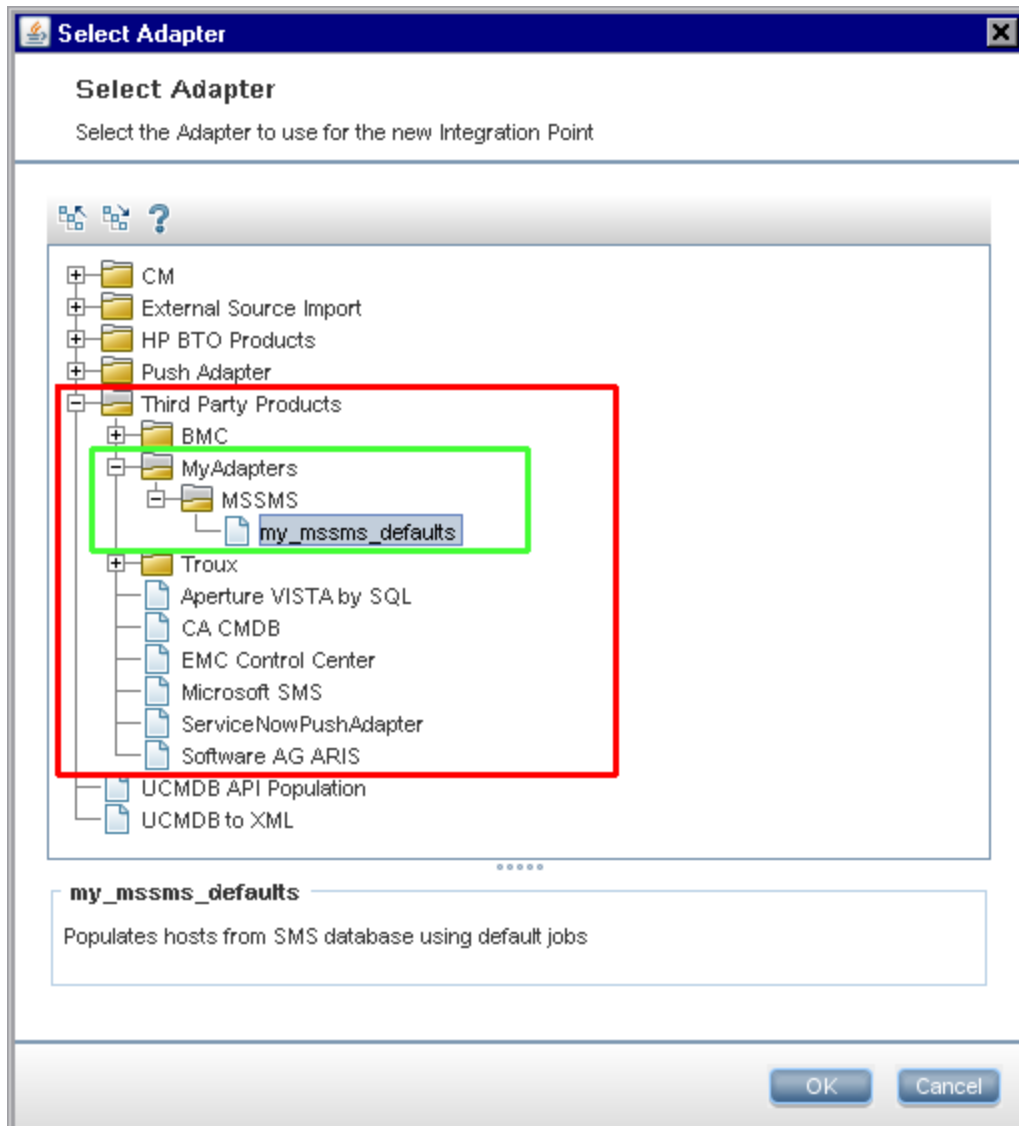 Select Adapter
Select Adapter
Select the Adapter to use for the new Integration Point
?
CM
External Source Import
HP BTO Products
Push Adapter
Third Party Products
BMC
MyAdapters
MSSMS
my_mssms_defaults
Troux
Aperture VISTA by SQL
CA CMDB
EMC Control Center
Microsoft SMS
ServiceNowPushAdapter
Software AG ARIS
UCMDB API Population
UCMDB to XML
my_mssms_defaults
Populates hosts from SMS database using default jobs
OK Cancel